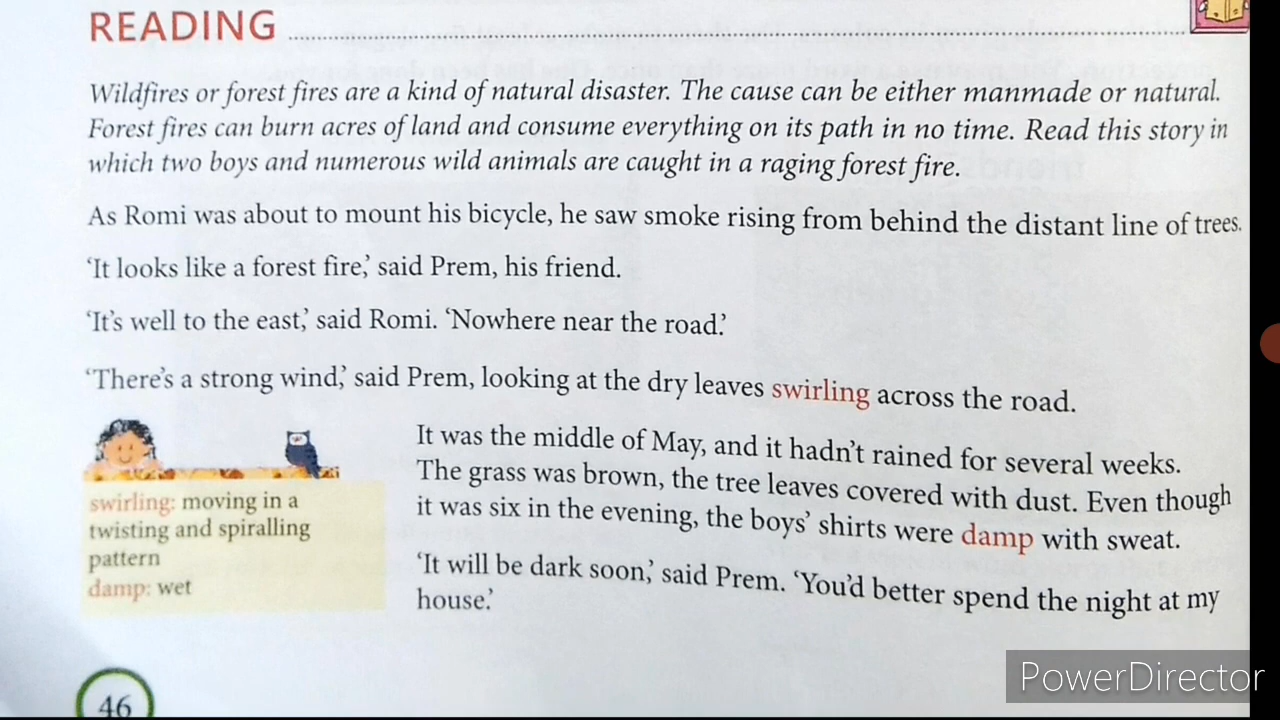 READING
Wildfires or forest fires are a kind of natural disaster. The cause can be either manmade or natural.
Forest fires can burn acres of land and consume everything on its path in no time. Read this story in
which two boys and numerous wild animals are caught in a raging forest fire.
As Romi was about to mount his bicycle, he saw smoke rising from behind the distant line of trees.
‘It looks like a forest fire,’ said Prem, his friend.
‘It’s well to the east,’ said Romi. ‘Nowhere near the road.’
‘There’s a strong wind,’ said Prem, looking at the dry leaves swirling across the road.
It was the middle of May, and it hadn’t rained for several weeks.
The grass was brown, the tree leaves covered with dust. Even though
it was six in the evening, the boys’ shirts were damp with sweat.
‘It will be dark soon,’ said Prem. ‘You’d better spend the night at my
house.’
swirling: moving in a
twisting and spiralling
pattern
damp: wet
46
PowerDirector